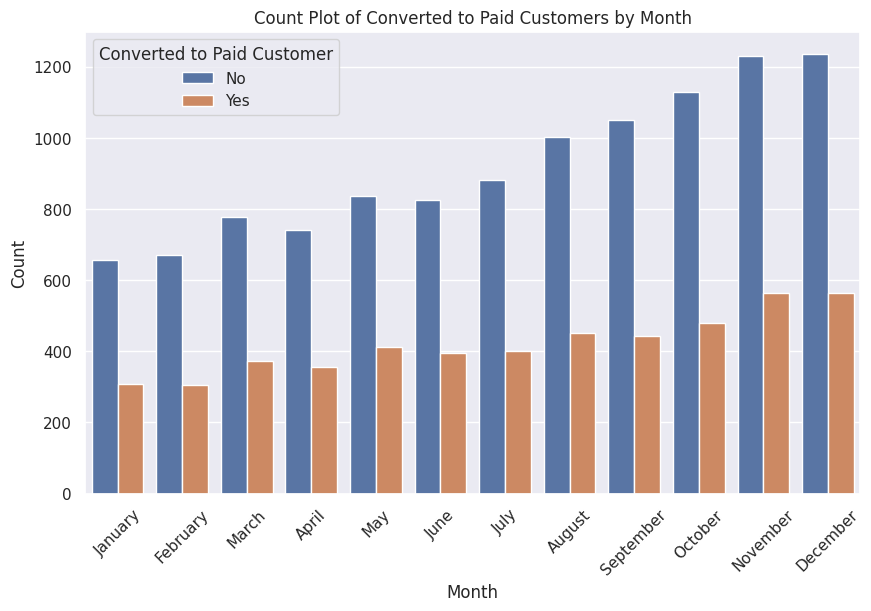 Count Plot of Converted to Paid Customers by Month
Converted to Paid Customer
No
Yes
1200
1000
800
600
400
200
0
Count
January
February
March
April
May
June
July
August
September
October
November
December
Month